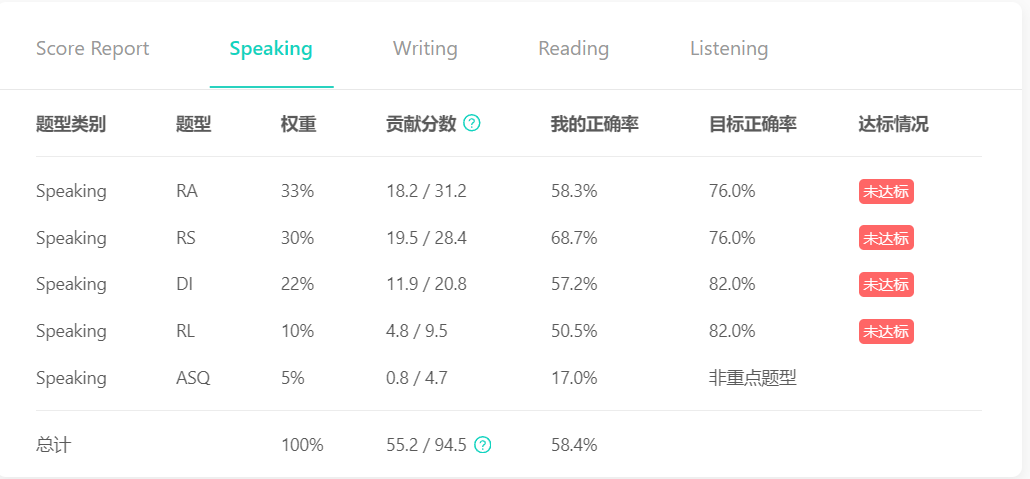 Score Report Speaking Writing Reading Listening
题型类别 题型 权重 贡献分数 ? 我的正确率 目标正确率 达标情况
Speaking RA 33% 18.2 / 31.2 58.3% 76.0% 未达标
Speaking RS 30% 19.5 / 28.4 68.7% 76.0% 未达标
Speaking DI 22% 11.9 / 20.8 57.2% 82.0% 未达标
Speaking RL 10% 4.8 / 9.5 50.5% 82.0% 未达标
Speaking ASQ 5% 0.8 / 4.7 17.0% 非重点题型
总计 100% 55.2 / 94.5 ? 58.4%